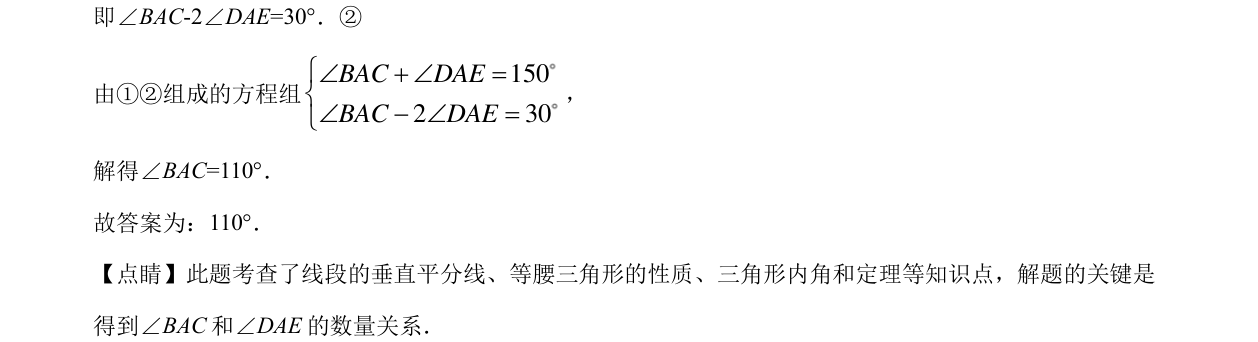 即∠BAC-2∠DAE=30°．②
由①②组成的方程组{∠BAC+∠DAE=150°
∠BAC-2∠DAE=30°，
解得∠BAC=110°．
故答案为：110°．
【点睛】此题考查了线段的垂直平分线、等腰三角形的性质、三角形内角和定理等知识点，解题的关键是
得到∠BAC和∠DAE的数量关系．